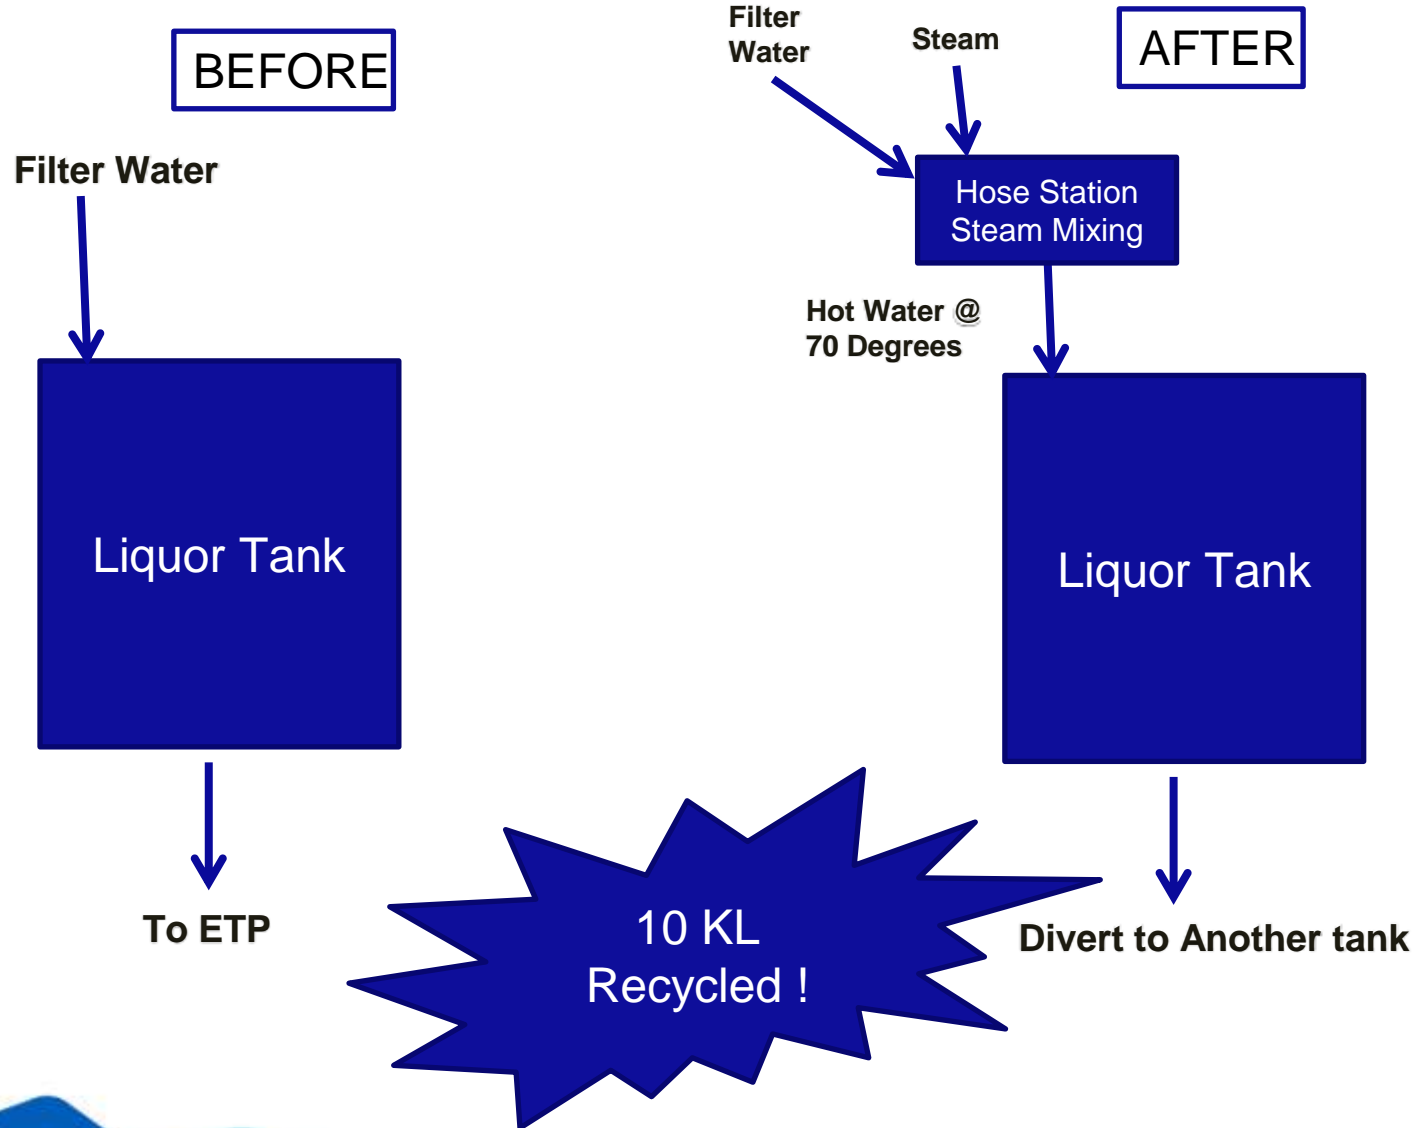 BEFORE
Filter Water
Liquor Tank
To ETP
Filter
Water
Steam
AFTER
Hose Station
Steam Mixing
Hot Water @
70 Degrees
Liquor Tank
Divert to Another tank
10 KL
Recycled !